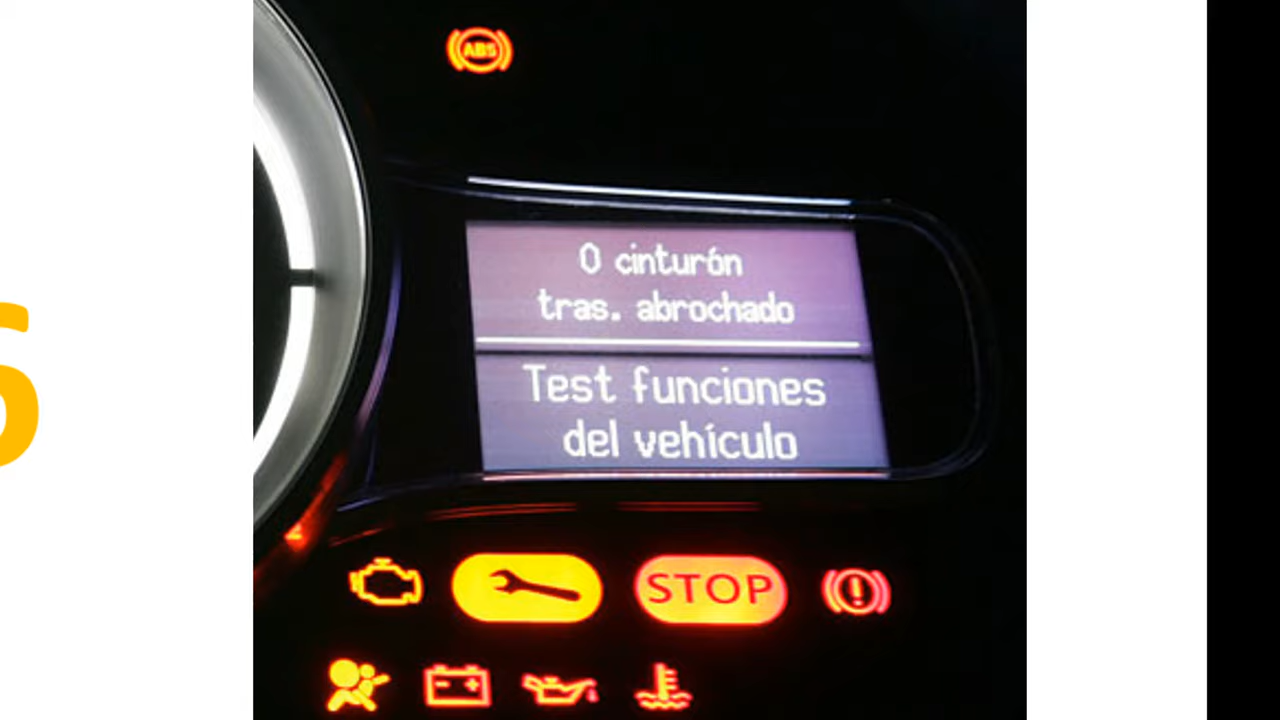 ABS
0 cinturón
tras. abrochado
Test funciones
del vehículo
STOP